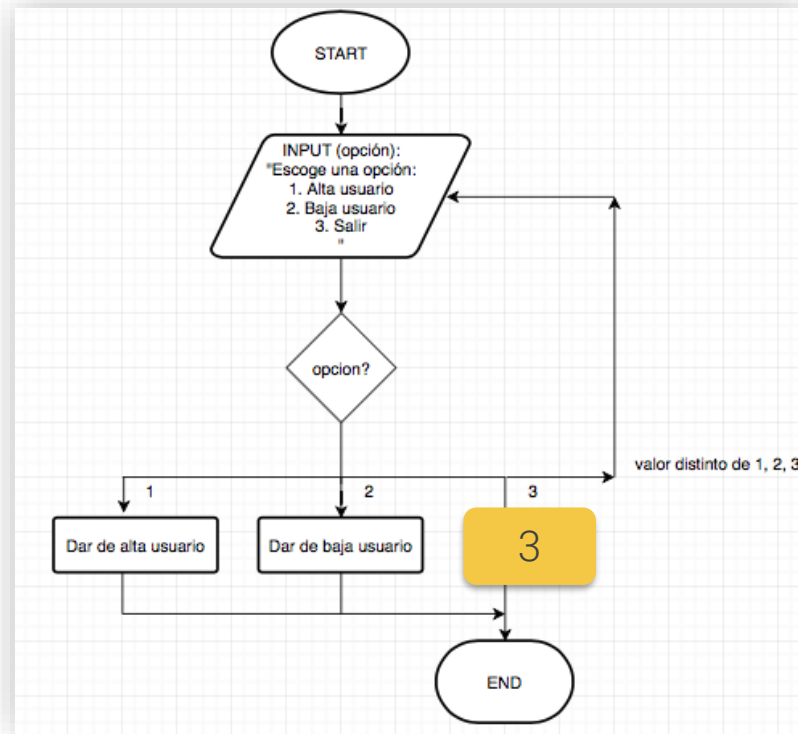 START
INPUT (opción):
"Escoge una opción:
1. Alta usuario
2. Baja usuario
3. Salir
"
opcion?
valor distinto de 1, 2, 3
1
2
3
Dar de alta usuario
Dar de baja usuario
3
END